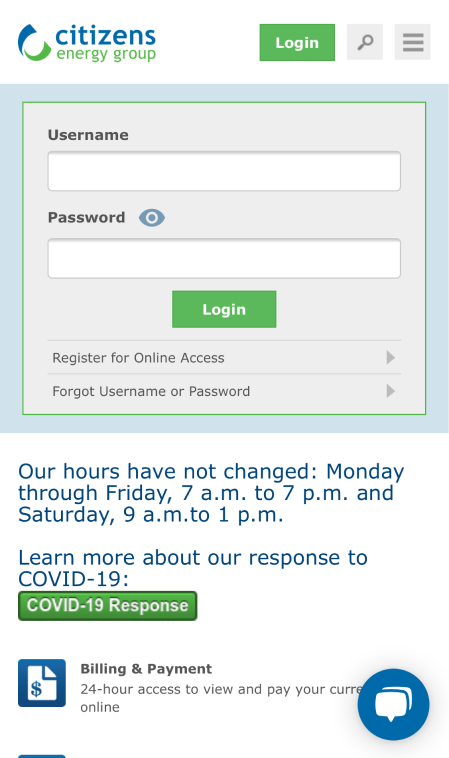 citizens
energy group
Login
Username
Password
Login
Register for Online Access
Forgot Username or Password
Our hours have not changed: Monday
through Friday, 7 a.m. to 7 p.m. and
Saturday, 9 a.m.to 1 p.m.
Learn more about our response to
COVID-19:
COVID-19 Response
$
Billing & Payment
24-hour access to view and pay your
online